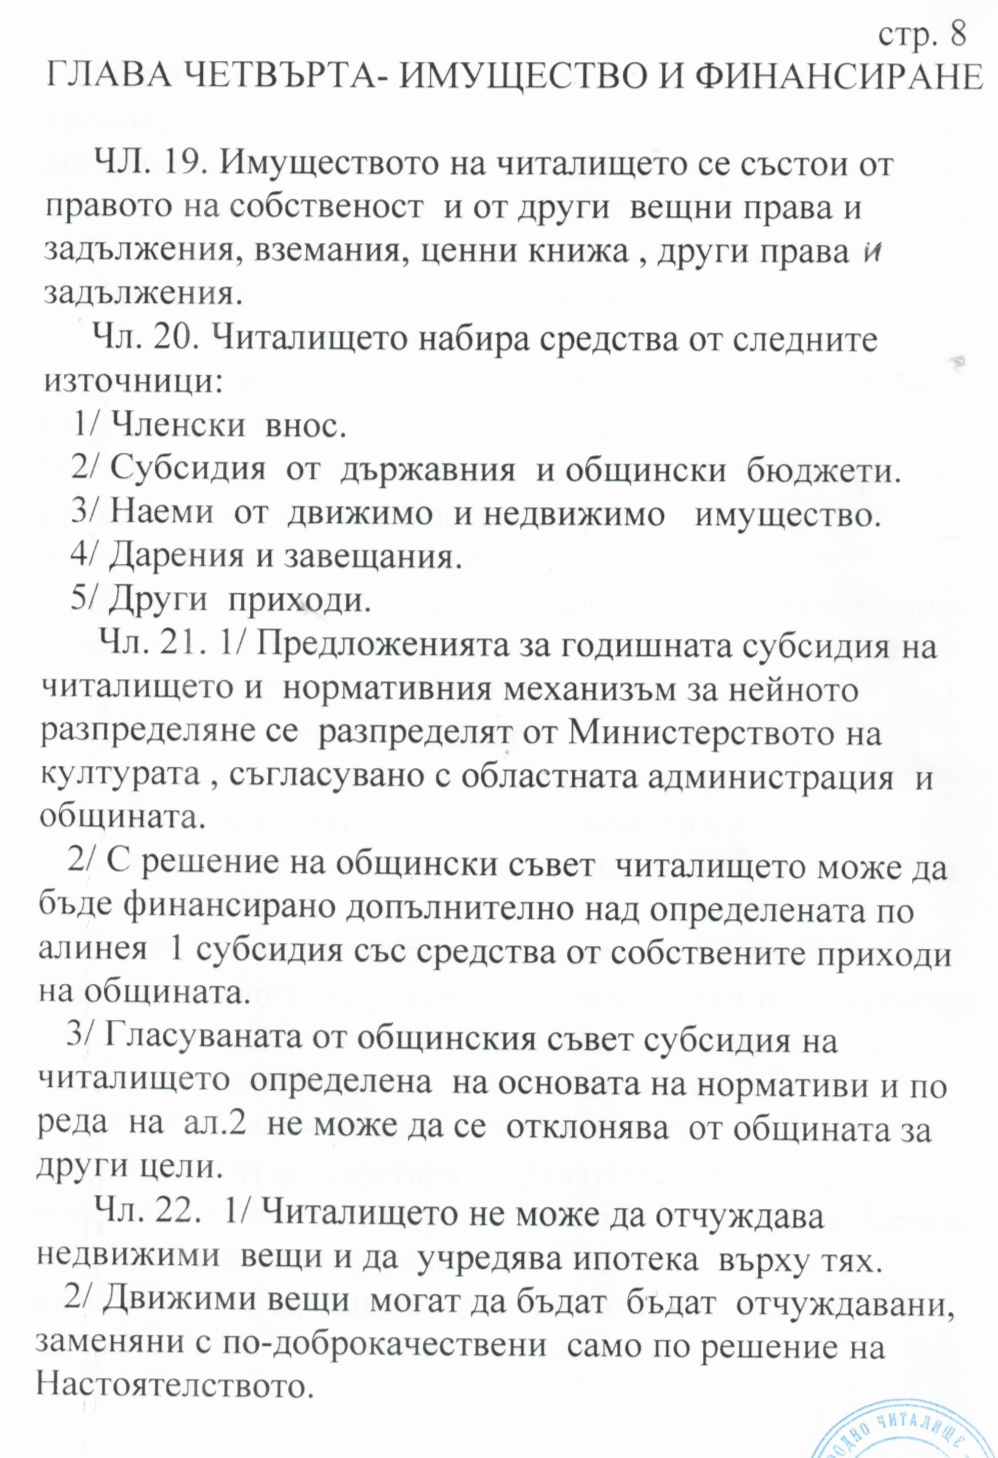 стр. 8
ГЛАВА ЧЕТВЪРТА- ИМУЩЕСТВО И ФИНАНСИРАНЕ
ЧЛ. 19. Имуществото на читалището се състои от
правото на собственост и от други вещни права и
задължения, вземания, ценни книжа , други права и
задължения.
Чл. 20. Читалището набира средства от следните
източници:
1/ Членски внос.
2/ Субсидия от държавния и общински бюджети.
3/ Наеми от движимо и недвижимо имущество.
4/ Дарения и завещания.
5/ Други приходи.
Чл. 21. 1/ Предложенията за годишната субсидия на
читалището и нормативния механизъм за нейното
разпределяне се разпределят от Министерството на
културата , съгласувано с областната администрация и
общината.
2/ С решение на общински съвет читалището може да
бъде финансирано допълнително над определената по
алинея 1 субсидия със средства от собствените приходи
на общината.
3/ Гласуваната от общинския съвет субсидия на
читалището определена на основата на нормативи и по
реда на ал.2 не може да се отклонява от общината за
други цели.
Чл. 22. 1/ Читалището не може да отчуждава
недвижими вещи и да учредява ипотека върху тях.
2/ Движими вещи могат да бъдат бъдат отчуждавани,
заменяни с по-доброкачествени само по решение на
Настоятелството.
ЧИТАЛИЩЕ